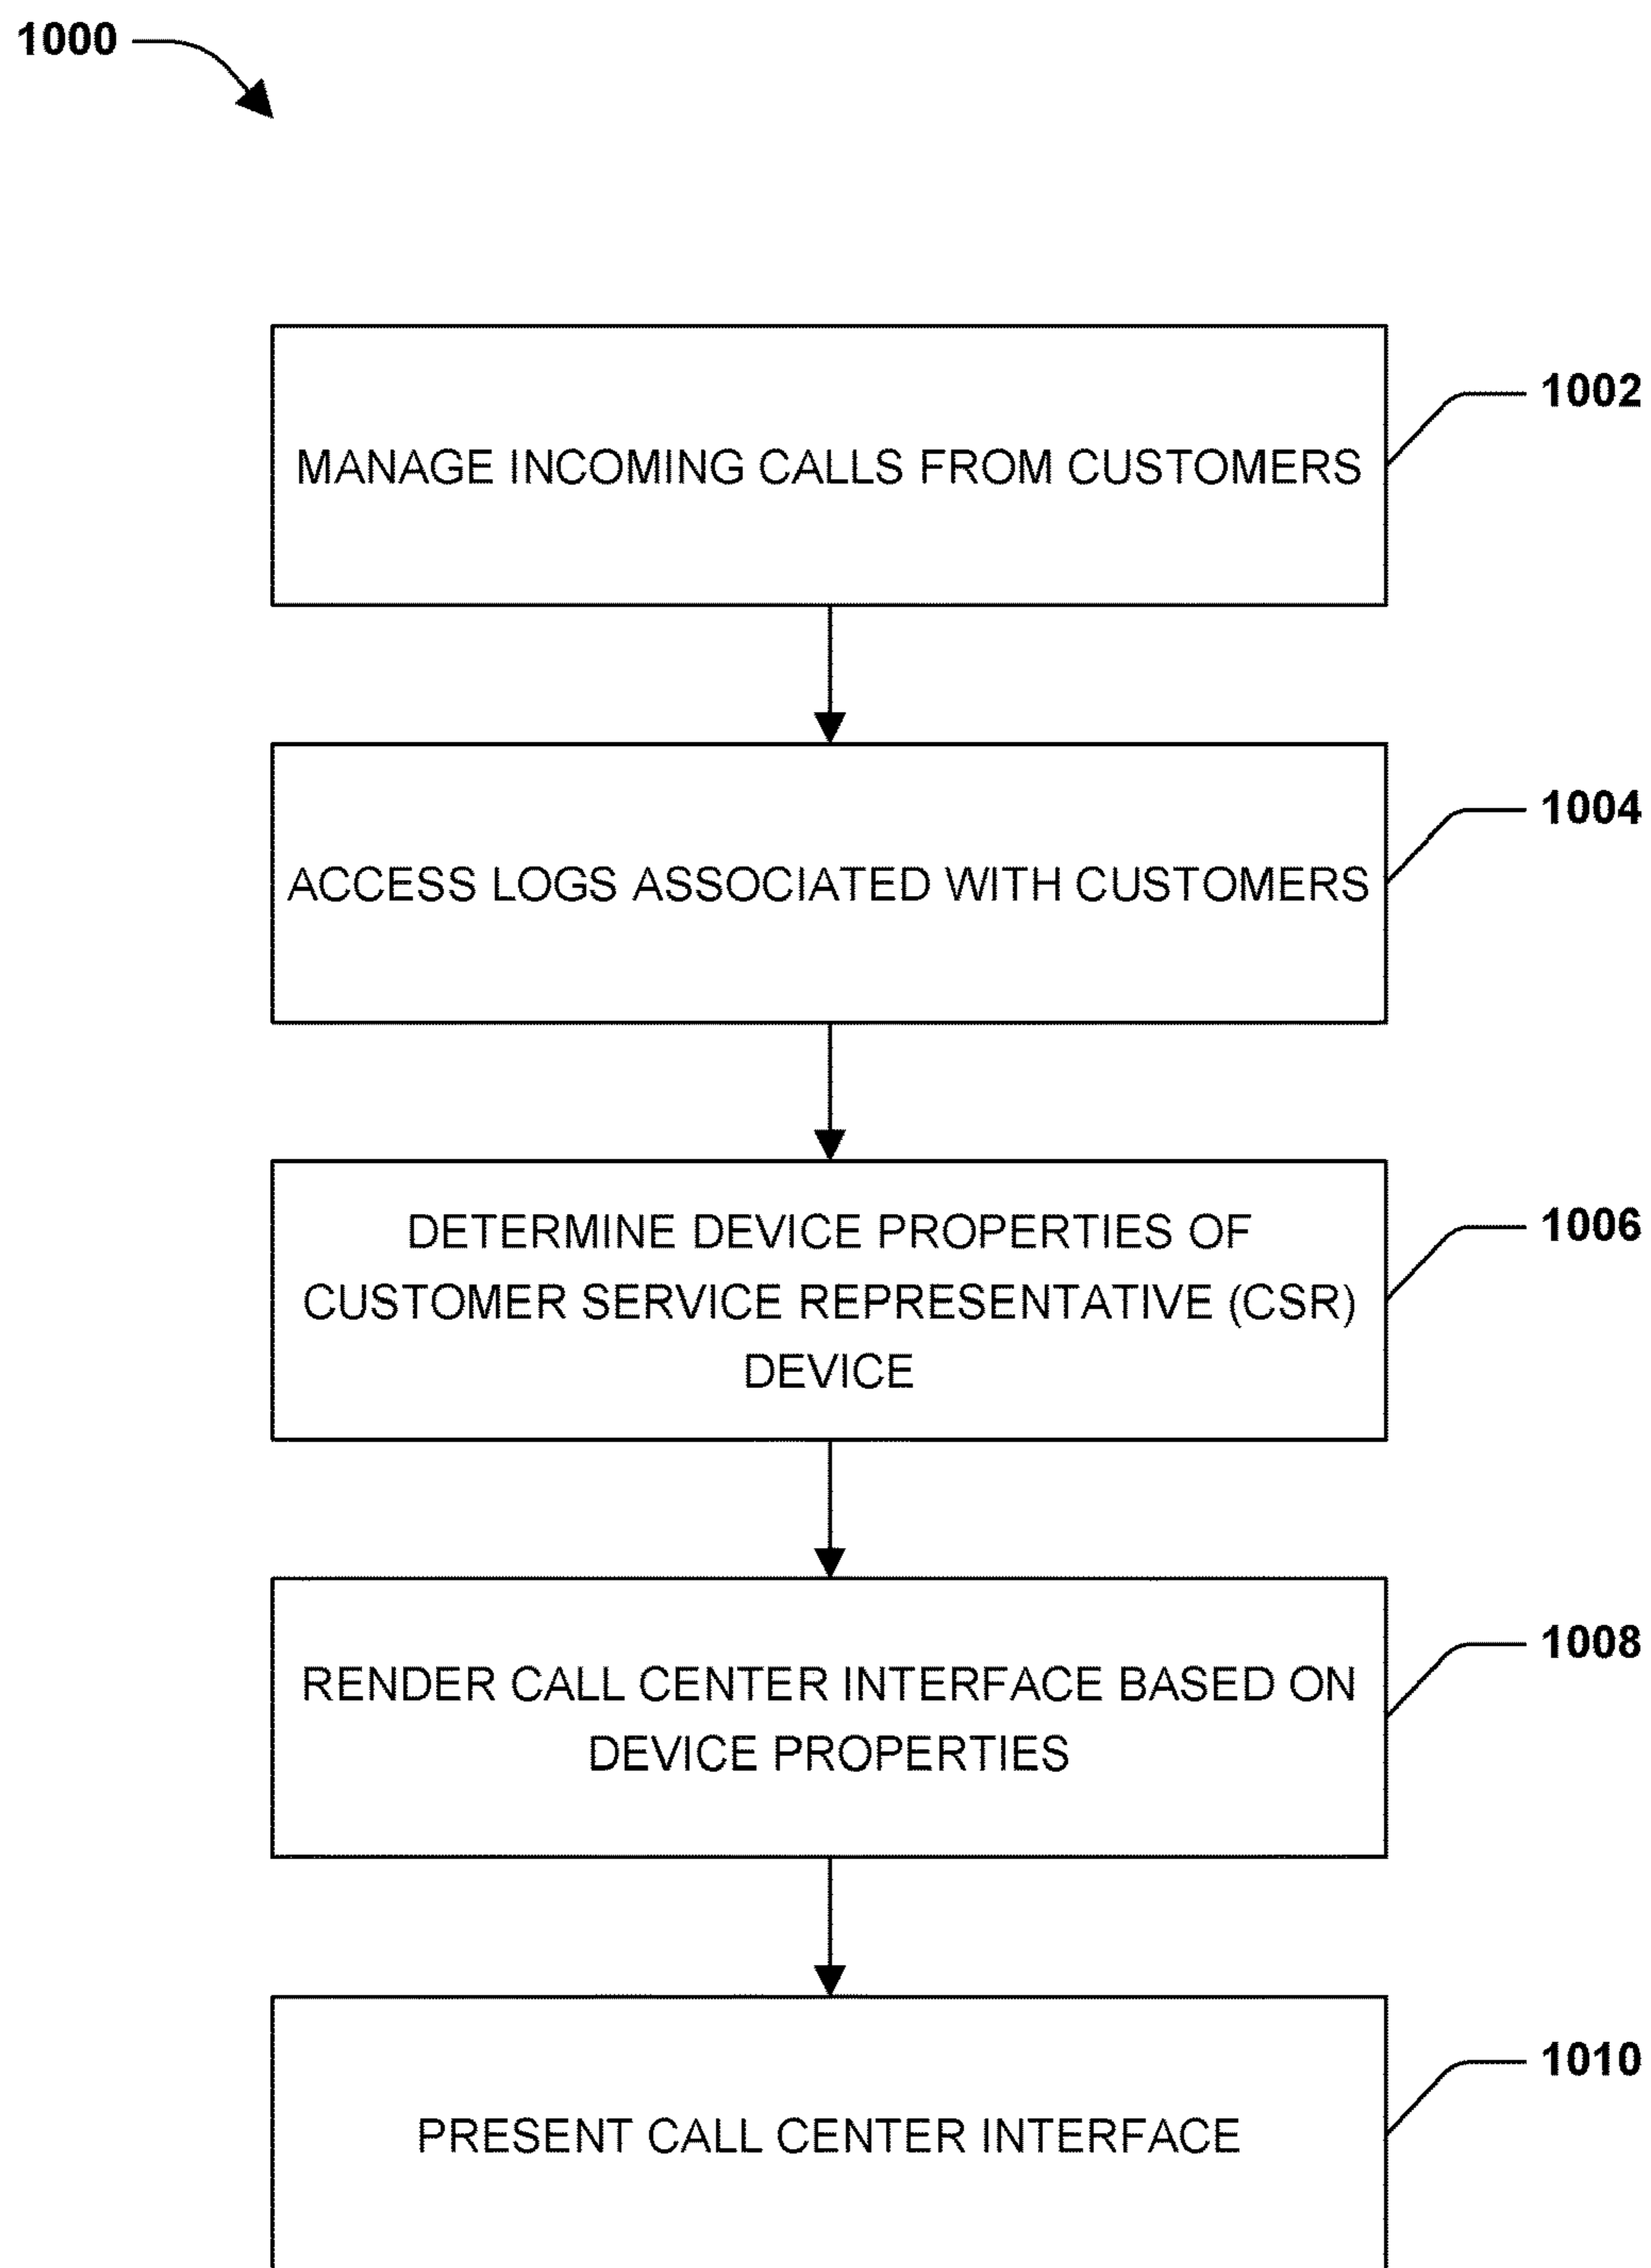 1000
MANAGE INCOMING CALLS FROM CUSTOMERS
1002
ACCESS LOGS ASSOCIATED WITH CUSTOMERS
1004
DETERMINE DEVICE PROPERTIES OF
CUSTOMER SERVICE REPRESENTATIVE (CSR)
DEVICE
1006
RENDER CALL CENTER INTERFACE BASED ON
DEVICE PROPERTIES
1008
PRESENT CALL CENTER INTERFACE
1010